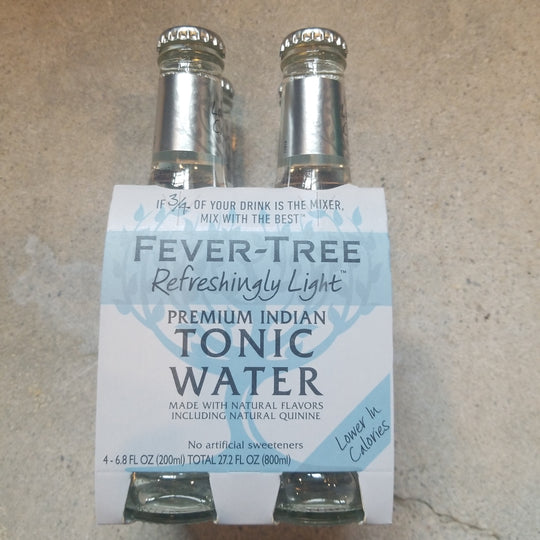 IF 3/4 OF YOUR DRINK IS THE MIXER,
MIX WITH THE BEST™
FEVER-TREE
Refreshingly Light™
PREMIUM INDIAN
TONIC
WATER
MADE WITH NATURAL FLAVORS
INCLUDING NATURAL QUININE
No artificial sweeteners
4 - 6.8 FL OZ (200ml) TOTAL 27.2 FL OZ (800ml)
Lower In
Calories